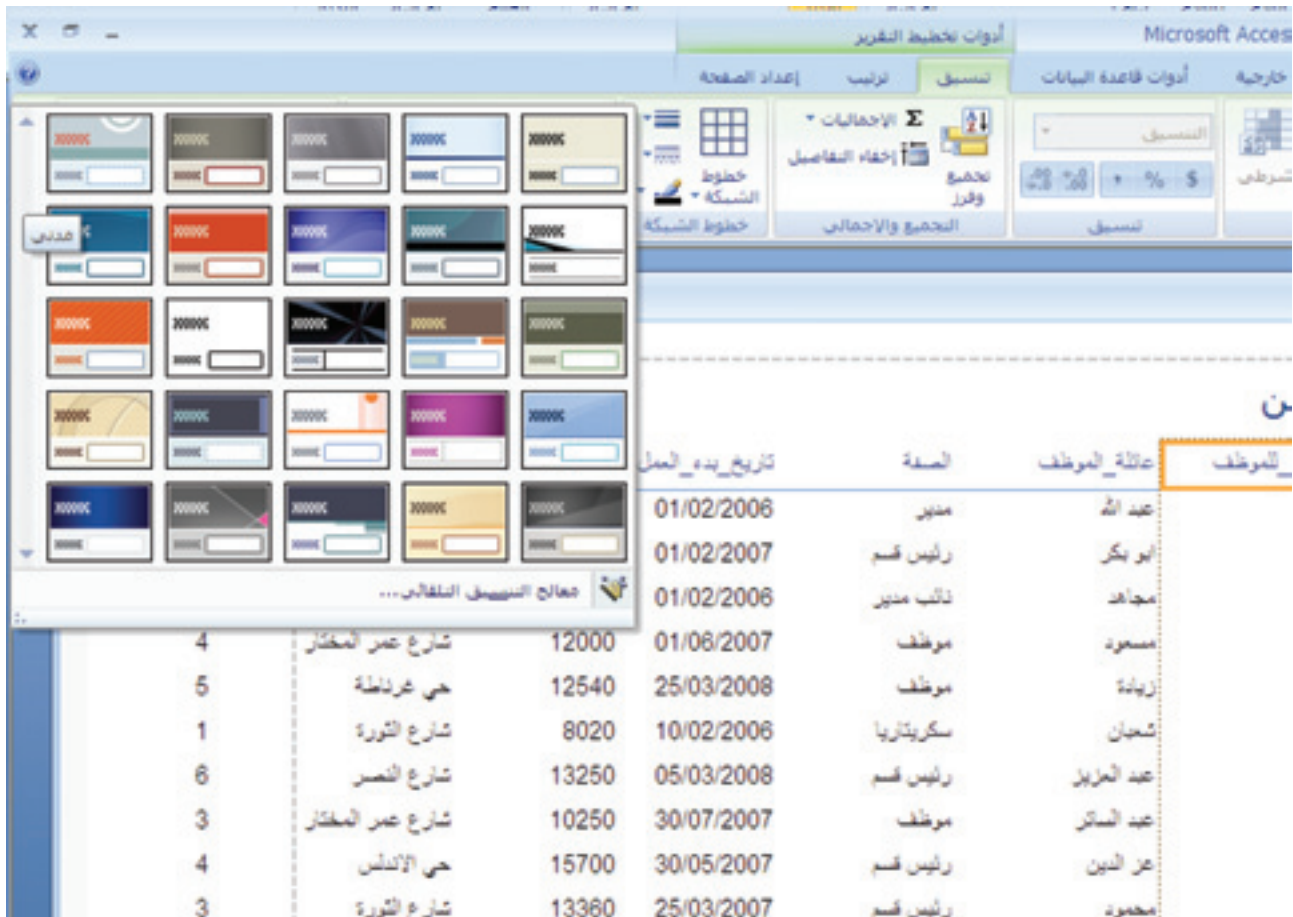 Microsoft Acces
أدوات تخطيط التقرير
خارجية
أدوات قاعدة البيانات
تنسيق
ترتيب
إعداد الصفحة
التنسيق
$ %
تنسيق
تجميع وفرز
Σ الإجماليات
إخفاء التفاصيل
التجميع والإجمالي
خطوط الشبكة
خطوط الشبكة
مدني
معالج التنسيق التلقائي...
للموظف عائلة_الموظف الصفة تاريخ_بدء_العمل
عبد الله مدير 01/02/2006
ابو بكر رئيس قسم 01/02/2007
مجاهد نائب مدير 01/02/2006
مسعود موظف 01/06/2007 12000 شارع عمر المختار 4
زيادة موظف 25/03/2008 12540 حي غرناطة 5
شعبان سكريتاريا 10/02/2006 8020 شارع الثورة 1
عبد العزيز رئيس قسم 05/03/2008 13250 شارع النصر 6
عبد الساتر موظف 30/07/2007 10250 شارع عمر المختار 3
عز الدين رئيس قسم 30/05/2007 15700 حي الاندلس 4
محمود رئيس قسم 25/03/2007 13360 شارع الثورة 3